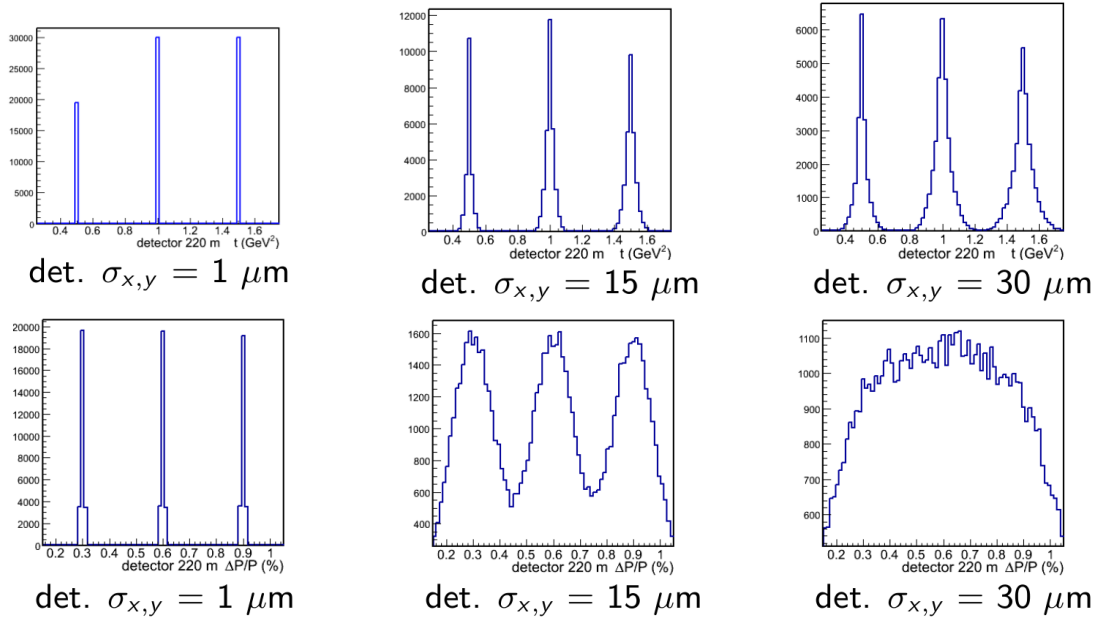 30000
25000
20000
15000
10000
5000
0
0.4 0.6 0.8 1.0 1.2 1.4 1.6
detector 220 m t (GeV²)
det. σx,y = 1 μm
12000
10000
8000
6000
4000
2000
0
0.4 0.6 0.8 1 1.2 1.4 1.6
detector 220 m t (GeV²)
det. σx,y = 15 μm
6000
5000
4000
3000
2000
1000
0
0.4 0.6 0.8 1 1.2 1.4 1.6
detector 220 m t (GeV²)
det. σx,y = 30 μm
20000
18000
16000
14000
12000
10000
8000
6000
4000
2000
0
0.2 0.3 0.4 0.5 0.6 0.7 0.8 0.9 1
detector 220 m ΔP/P (%)
det. σx,y = 1 μm
1600
1400
1200
1000
800
600
400
0.2 0.3 0.4 0.5 0.6 0.7 0.8 0.9 1
detector 220 m ΔP/P (%)
det. σx,y = 15 μm
1100
1000
900
800
700
600
0.2 0.3 0.4 0.5 0.6 0.7 0.8 0.9 1
detector 220 m ΔP/P (%)
det. σx,y = 30 μm